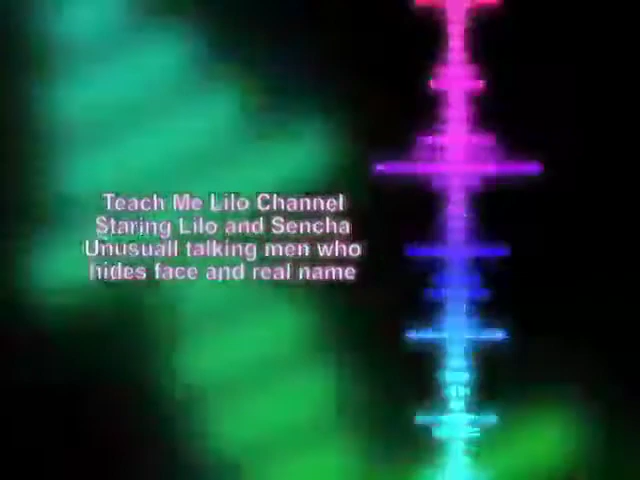 Teach Me Lilo Channel
Staring Lilo and Sencha
Unusuall talking men who
hides face and real name